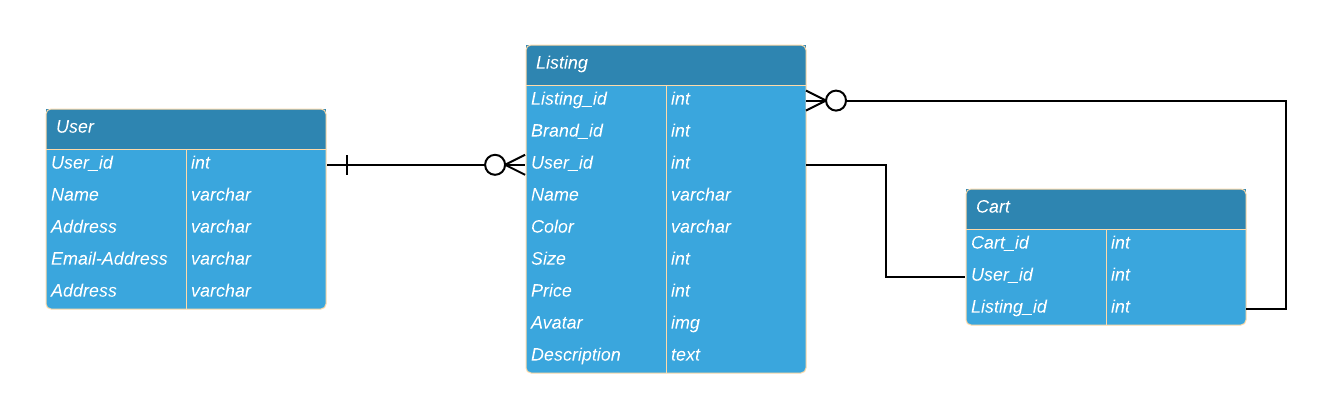 User
User_id int
Name varchar
Address varchar
Email-Address varchar
Address varchar
Listing
Listing_id int
Brand_id int
User_id int
Name varchar
Color varchar
Size int
Price int
Avatar img
Description text
Cart
Cart_id int
User_id int
Listing_id int